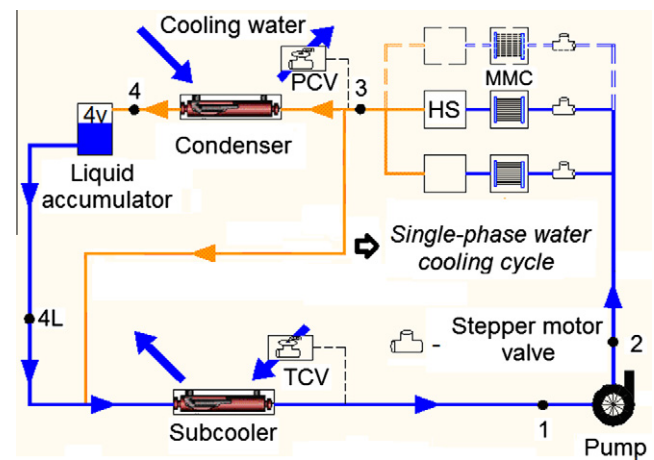 Cooling water
PCV
MMC
4
3
HS
4v
Condenser
Liquid
accumulator
Single-phase water
cooling cycle
4L
- Stepper motor
valve
2
TCV
Subcooler
1
Pump